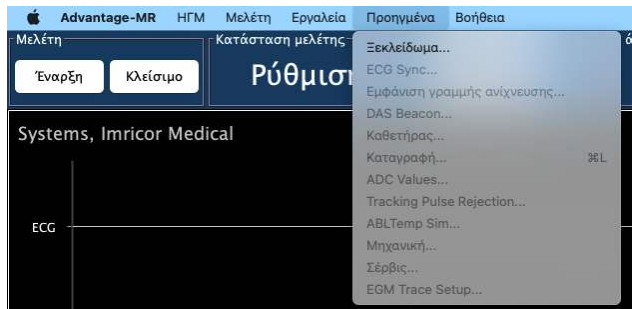 Advantage-MR ΗΓΜ Μελέτη Εργαλεία Προηγμένα Βοήθεια
Μελέτη
Κατάσταση μελέτης
Έναρξη
Κλείσιμο
Ρύθμιση
Systems, Imricor Medical
ECG
Ξεκλείδωμα...
ECG Sync...
Εμφάνιση γραμμής ανίχνευσης...
DAS Beacon...
Καθετήρας...
Καταγραφή... ⌘L
ADC Values...
Tracking Pulse Rejection...
ABLTemp Sim...
Μηχανική...
Σέρβις...
EGM Trace Setup...